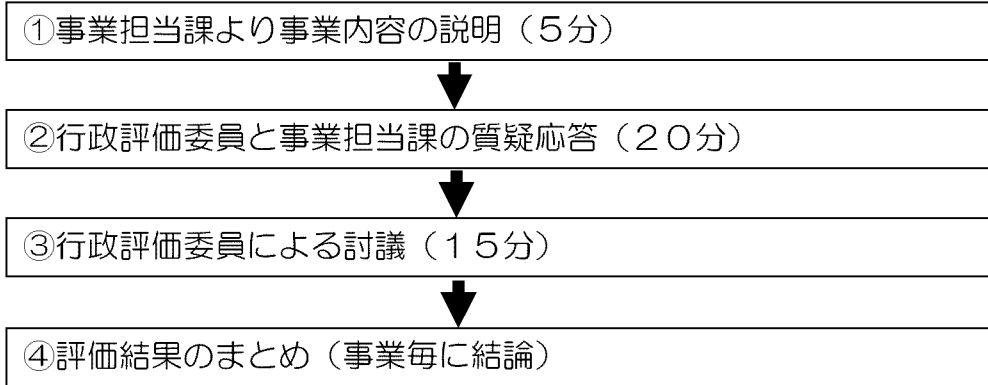 ①事業担当課より事業内容の説明（５分）
②行政評価委員と事業担当課の質疑応答（２０分）
③行政評価委員による討議（１５分）
④評価結果のまとめ（事業毎に結論）